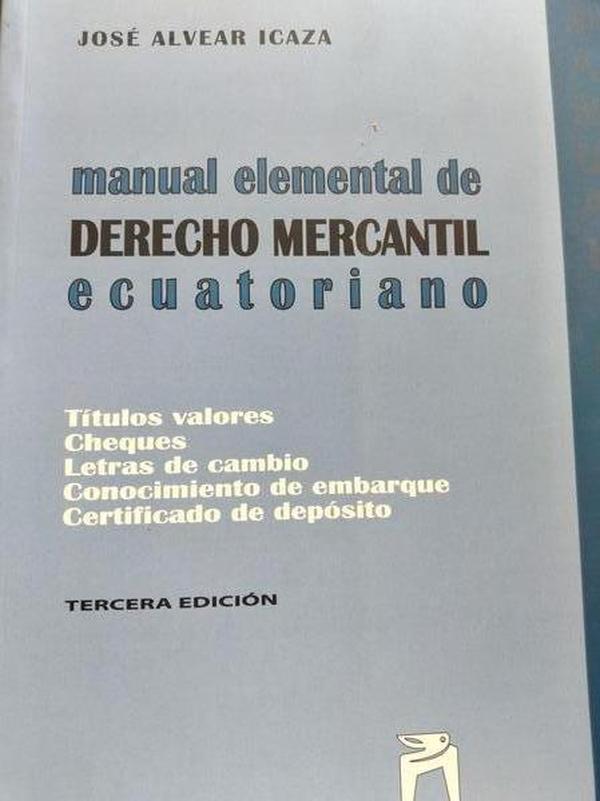 JOSÉ ALVEAR ICAZA
manual elemental de
DERECHO MERCANTIL
ecuatoriano
Títulos valores
Cheques
Letras de cambio
Conocimiento de embarque
Certificado de depósito
TERCERA EDICIÓN